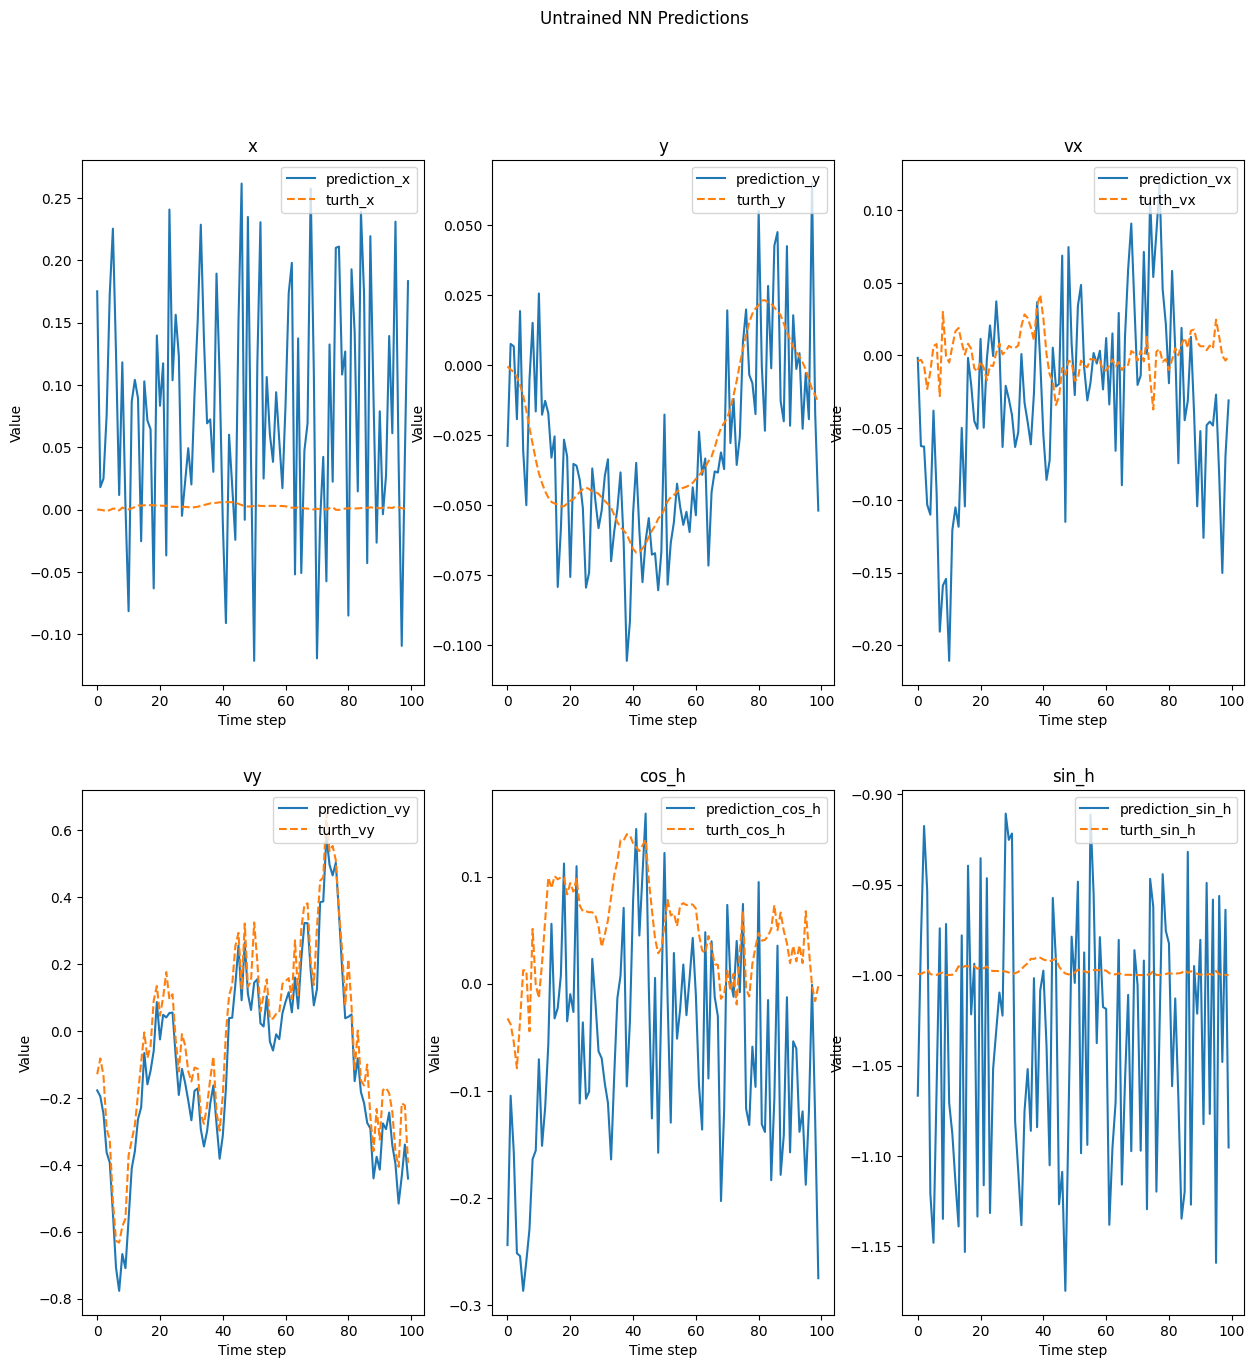 Untrained NN Predictions
x
prediction_x
turth_x
0.25
0.20
0.15
0.10
0.05
0.00
−0.05
−0.10
Value
0 20 40 60 80 100
Time step
y
prediction_y
turth_y
0.050
0.025
0.000
−0.025
−0.050
−0.075
−0.100
Value
0 20 40 60 80 100
Time step
vx
prediction_vx
turth_vx
0.10
0.05
0.00
−0.05
−0.10
−0.15
−0.20
Value
0 20 40 60 80 100
Time step
vy
prediction_vy
turth_vy
0.6
0.4
0.2
0.0
−0.2
−0.4
−0.6
−0.8
Value
0 20 40 60 80 100
Time step
cos_h
prediction_cos_h
turth_cos_h
0.1
0.0
−0.1
−0.2
−0.3
Value
0 20 40 60 80 100
Time step
sin_h
prediction_sin_h
turth_sin_h
−0.90
−0.95
−1.00
−1.05
−1.10
−1.15
Value
0 20 40 60 80 100
Time step